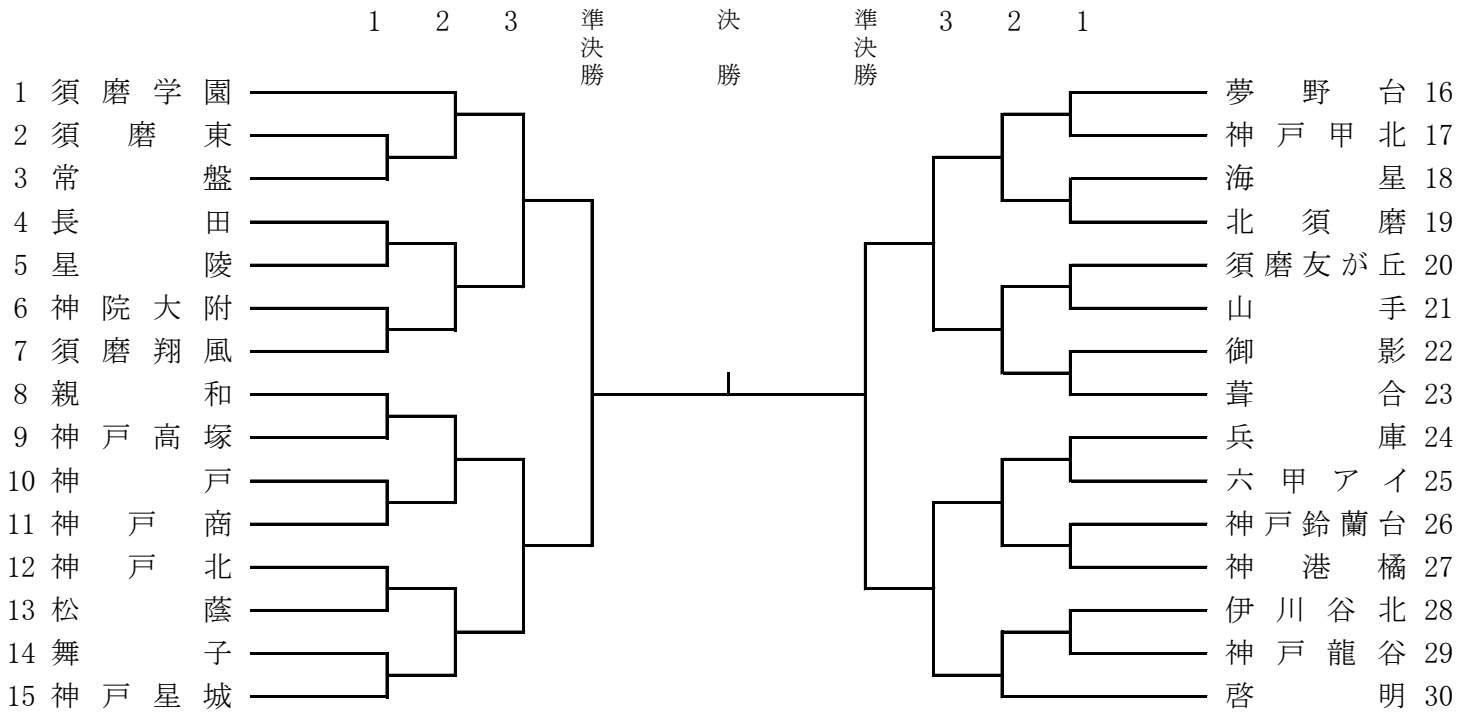 1 2 3 準決勝 決勝 準決勝 3 2 1
1 須磨学園 夢野台 16
2 須磨東 神戸甲北 17
3 常盤 海星 18
4 長田 北須磨 19
5 星陵 須磨友が丘 20
6 神院大附 山手 21
7 須磨翔風 御影 22
8 親和 葺合 23
9 神戸高塚 兵庫 24
10 神戸 六甲アイ 25
11 神戸商 神戸鈴蘭台 26
12 神戸北 神港橘 27
13 松蔭 伊川谷北 28
14 舞子 神戸龍谷 29
15 神戸星城 啓明 30